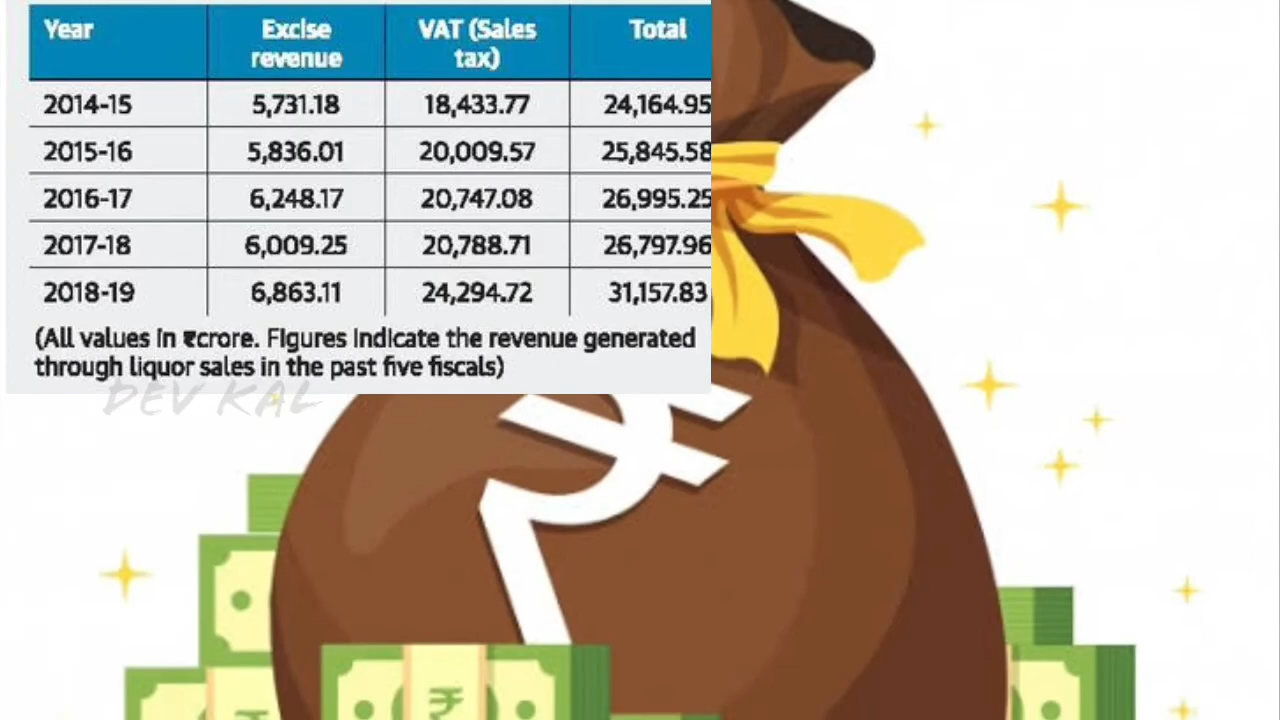 Year Excise revenue VAT (Sales tax) Total
2014-15 5,731.18 18,433.77 24,164.95
2015-16 5,836.01 20,009.57 25,845.58
2016-17 6,248.17 20,747.08 26,995.25
2017-18 6,009.25 20,788.71 26,797.96
2018-19 6,863.11 24,294.72 31,157.83
(All values in ₹crore. Figures indicate the revenue generated
through liquor sales in the past five fiscals)
DEV KAL
₹
₹
₹